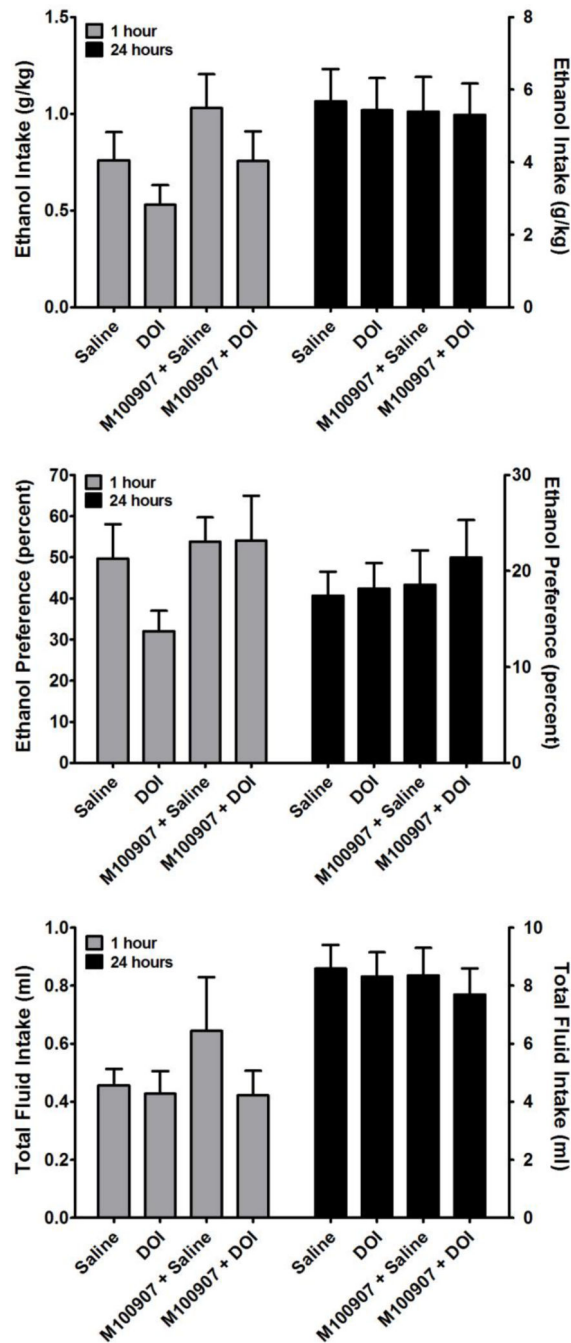 1 hour
24 hours
Ethanol Intake (g/kg)
1.5
1.0
0.5
0.0
Ethanol Intake
(g/kg)
8
6
4
2
0
Saline
DOI
M100907 + Saline
M100907 + DOI
Saline
DOI
M100907 + Saline
M100907 + DOI
1 hour
24 hours
Ethanol Preference (percent)
70
60
50
40
30
20
10
0
Ethanol Preference
(percent)
30
20
10
0
Saline
DOI
M100907 + Saline
M100907 + DOI
Saline
DOI
M100907 + Saline
M100907 + DOI
1 hour
24 hours
Total Fluid Intake (ml)
1.0
0.8
0.6
0.4
0.2
0.0
Total Fluid Intake
(ml)
10
8
6
4
2
0
Saline
DOI
M100907 + Saline
M100907 + DOI
Saline
DOI
M100907 + Saline
M100907 + DOI